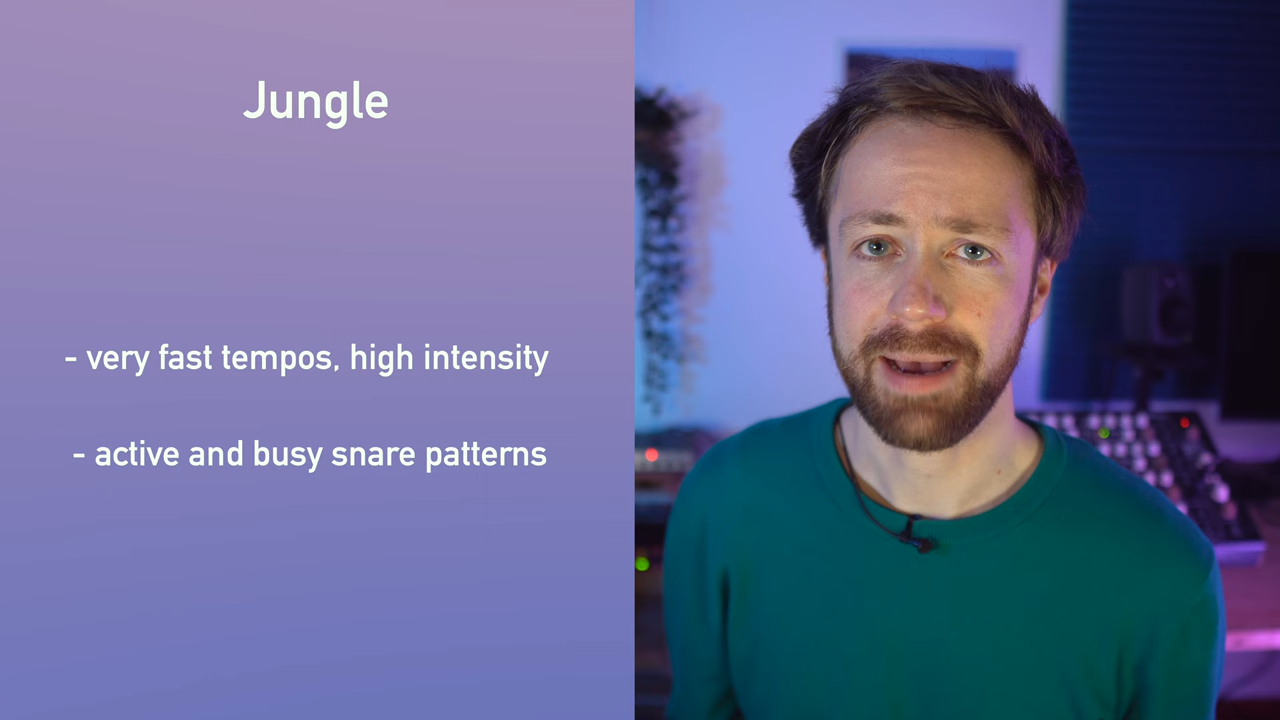 Jungle
- very fast tempos, high intensity
- active and busy snare patterns